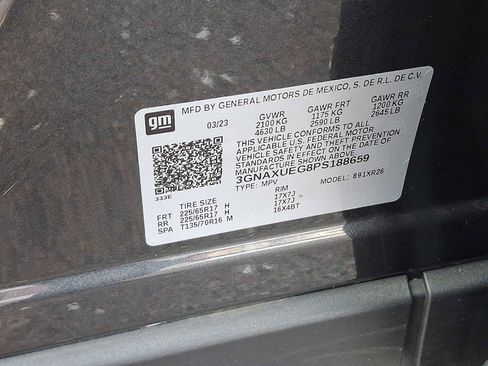 gm
MFD BY GENERAL MOTORS DE MEXICO, S. DE R.L. DE C.V.
03/23 GVWR GAWR FRT GAWR RR
2100 KG 1175 KG 1200 KG
4630 LB 2590 LB 2645 LB
THIS VEHICLE CONFORMS TO ALL
APPLICABLE U.S. FEDERAL MOTOR
VEHICLE SAFETY, BUMPER, AND THEFT
PREVENTION STANDARDS IN EFFECT ON THE DATE OF
MANUFACTURE SHOWN ABOVE
3GNAXUEG8PS188659
TYPE: MPV MODEL: 891XR26
333E
TIRE SIZE RIM
FRT 225/65R17 H 17X7J
RR 225/65R17 H 17X7J
SPA T135/70R16 M 16X4BT